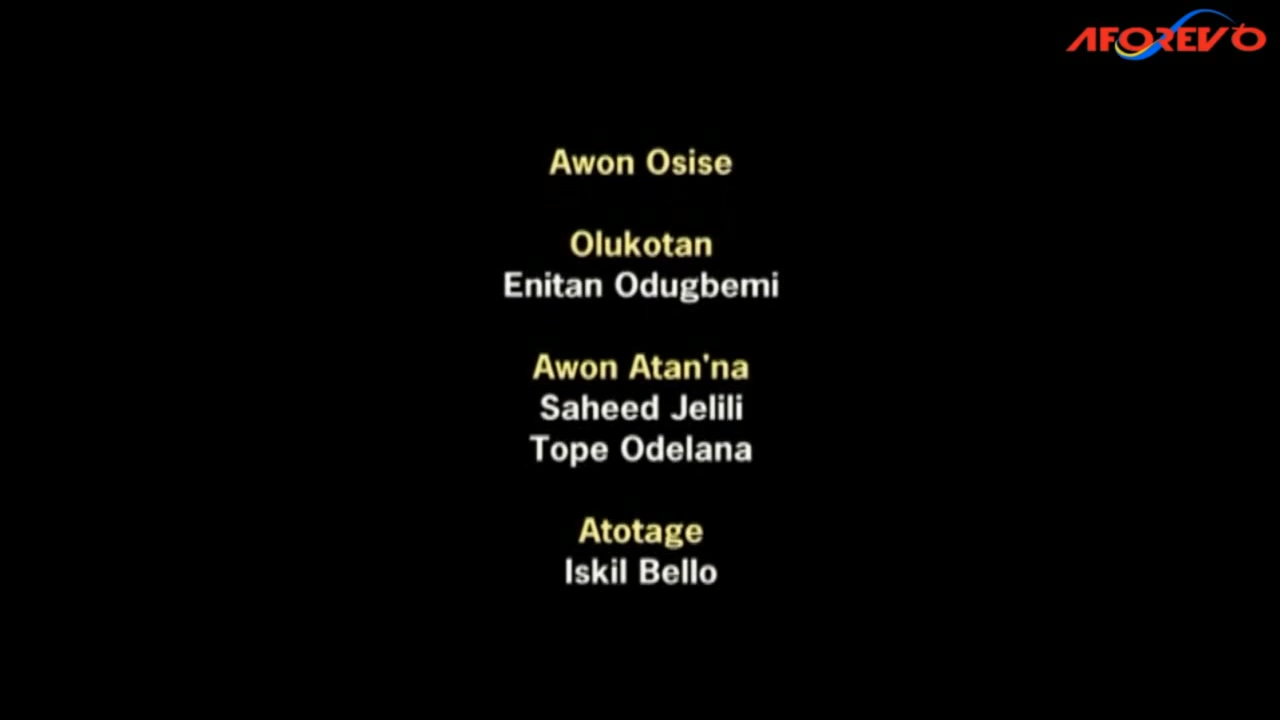 AFOREVO
Awon Osise
Olukotan
Enitan Odugbemi
Awon Atan'na
Saheed Jelili
Tope Odelana
Atotage
Iskil Bello